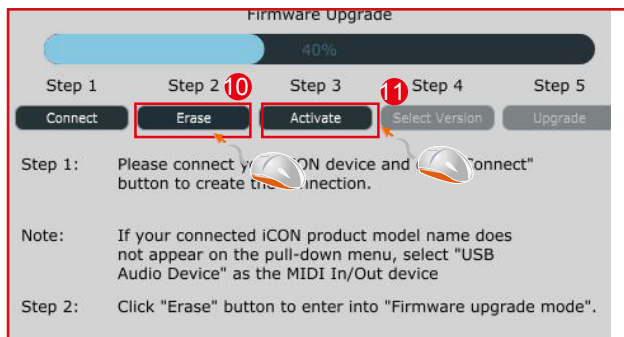 Firmware Upgrade
40%
Step 1 Step 2 10 Step 3 11 Step 4 Step 5
Connect Erase Activate Select Version Upgrade
Step 1: Please connect iCON device and "Connect"
button to create the connection.
Note: If your connected iCON product model name does
not appear on the pull-down menu, select "USB
Audio Device" as the MIDI In/Out device
Step 2: Click "Erase" button to enter into "Firmware upgrade mode".